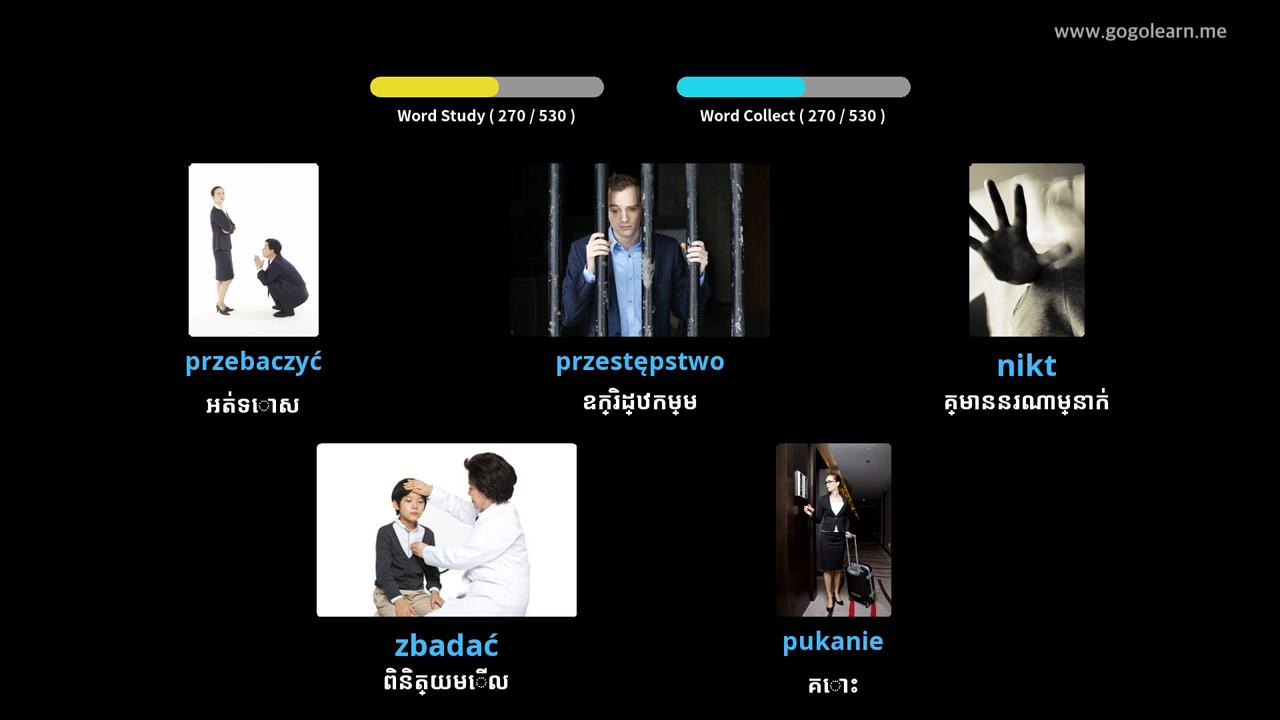 www.gogolearn.me
Word Study ( 270 / 530 )
Word Collect ( 270 / 530 )
przebaczyć
przestępstwo
nikt
អត់ទោស
ឧក្រិដ្ឋកម្ម
គ្មាននរណាម្នាក់
zbadać
pukanie
ពិនិត្យមើល
គោះ